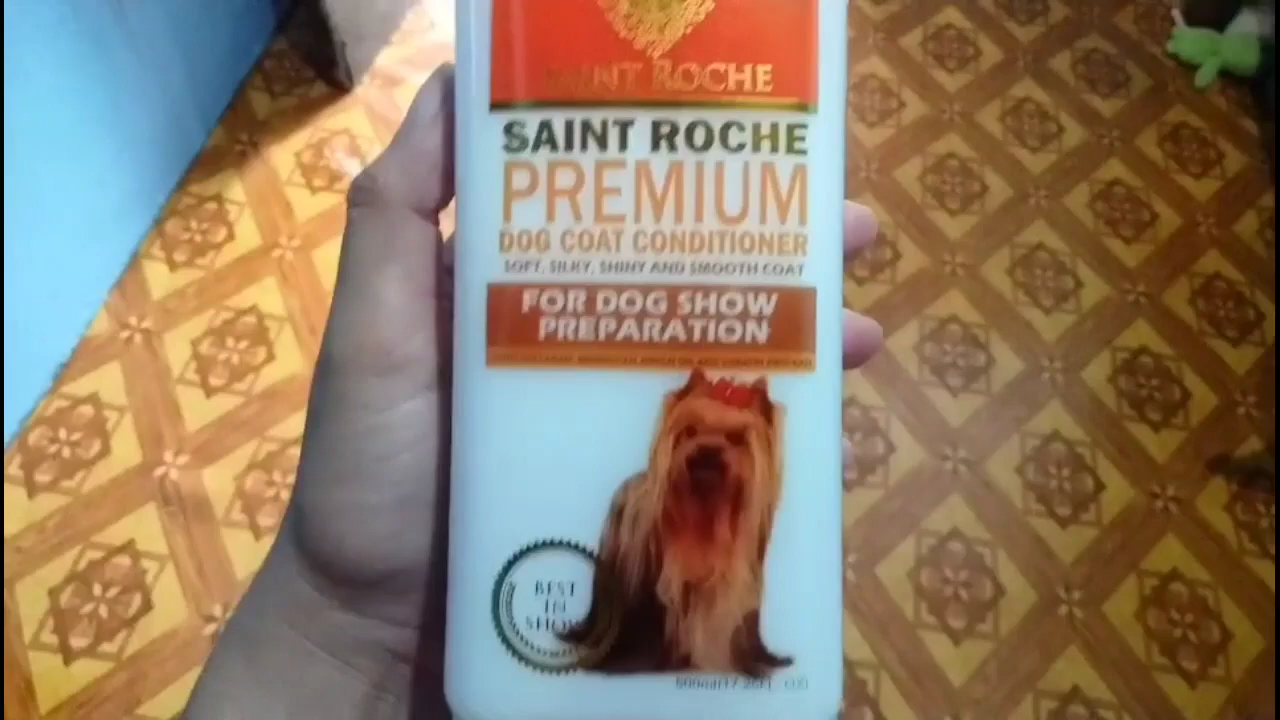 SAINT ROCHE
SAINT ROCHE
PREMIUM
DOG COAT CONDITIONER
SOFT, SILKY, SHINY AND SMOOTH COAT
FOR DOG SHOW
PREPARATION
BEST
IN
SHOW